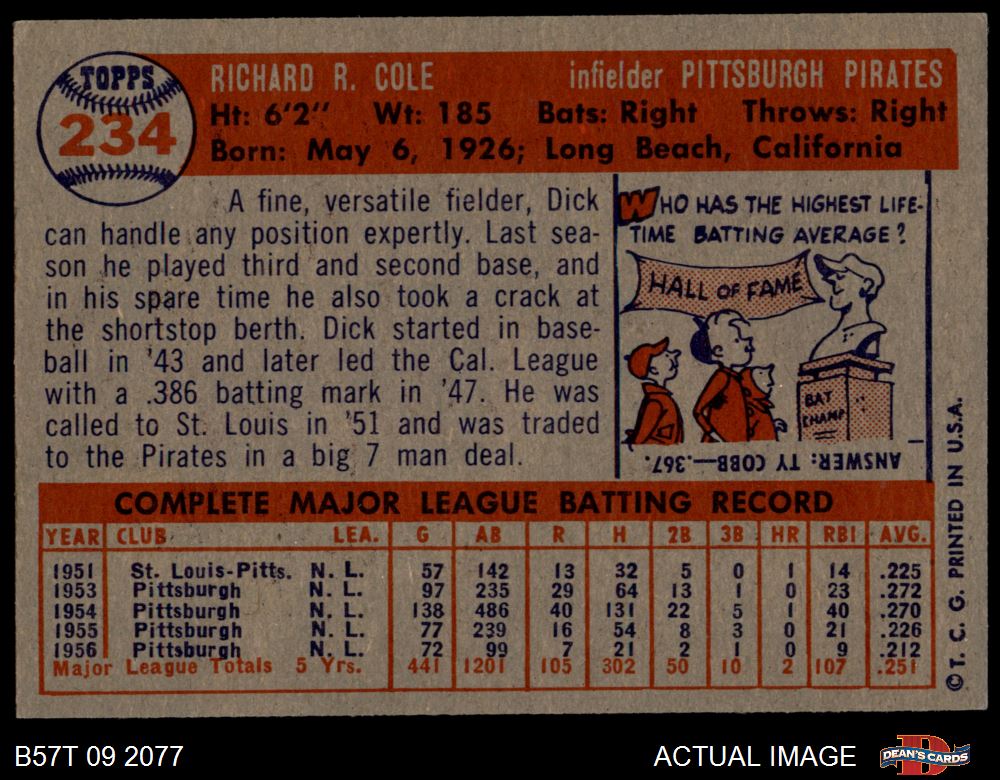 TOPPS
234
RICHARD R. COLE infielder PITTSBURGH PIRATES
Ht: 6'2" Wt: 185 Bats: Right Throws: Right
Born: May 6, 1926; Long Beach, California
A fine, versatile fielder, Dick
can handle any position expertly. Last sea-
son he played third and second base, and
in his spare time he also took a crack at
the shortstop berth. Dick started in base-
ball in '43 and later led the Cal. League
with a .386 batting mark in '47. He was
called to St. Louis in '51 and was traded
to the Pirates in a big 7 man deal.
WHO HAS THE HIGHEST LIFE-
TIME BATTING AVERAGE?
HALL OF FAME
BAT
CHAMP
ANSWER: TY COBB—.367.
COMPLETE MAJOR LEAGUE BATTING RECORD
YEAR CLUB LEA. G AB R H 2B 3B HR RBI AVG.
1951 St. Louis-Pitts. N. L. 57 142 13 32 5 0 1 14 .225
1953 Pittsburgh N. L. 97 235 29 64 13 1 0 23 .272
1954 Pittsburgh N. L. 138 486 40 131 22 5 1 40 .270
1955 Pittsburgh N. L. 77 239 16 54 8 3 0 21 .226
1956 Pittsburgh N. L. 72 99 7 21 2 1 0 9 .212
Major League Totals 5 Yrs. 441 1201 105 302 50 10 2 107 .251
©T. C. G. PRINTED IN U.S.A.
B57T 09 2077
ACTUAL IMAGE
DEAN'S CARDS